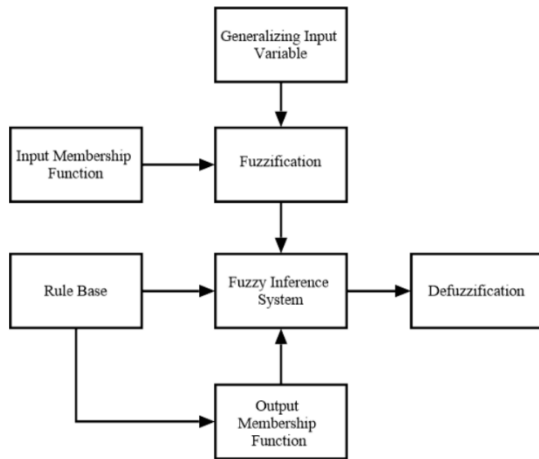 Generalizing Input
Variable
Input Membership
Function
Fuzzification
Rule Base
Fuzzy Inference
System
Defuzzification
Output
Membership
Function